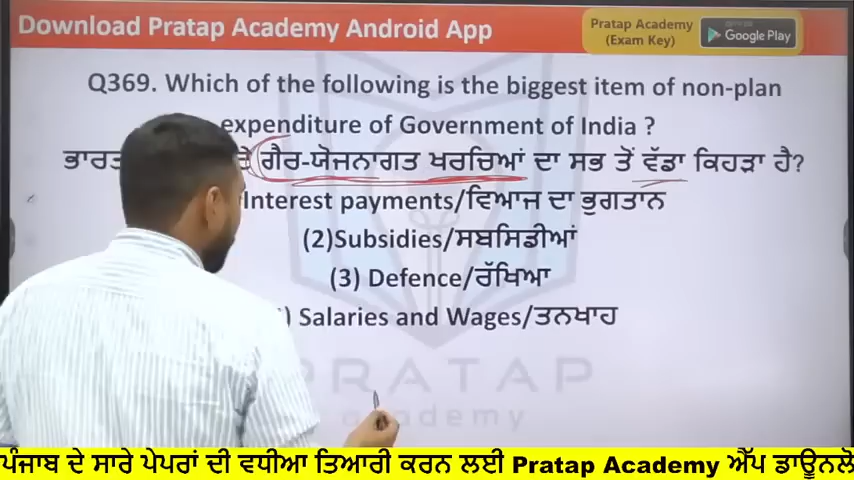 Download Pratap Academy Android App
Pratap Academy
(Exam Key)
Google Play
Q369. Which of the following is the biggest item of non-plan
expenditure of Government of India ?
ਭਾਰਤ ਗੈਰ-ਯੋਜਨਾਗਤ ਖਰਚਿਆਂ ਦਾ ਸਭ ਤੋਂ ਵੱਡਾ ਕਿਹੜਾ ਹੈ?
Interest payments/ਵਿਆਜ ਦਾ ਭੁਗਤਾਨ
(2)Subsidies/ਸਬਸਿਡੀਆਂ
(3) Defence/ਰੱਖਿਆ
) Salaries and Wages/ਤਨਖਾਹ
PRATAP
academy
ਪੰਜਾਬ ਦੇ ਸਾਰੇ ਪੇਪਰਾਂ ਦੀ ਵਧੀਆ ਤਿਆਰੀ ਕਰਨ ਲਈ Pratap Academy ਐੱਪ ਡਾਊਨਲੋ